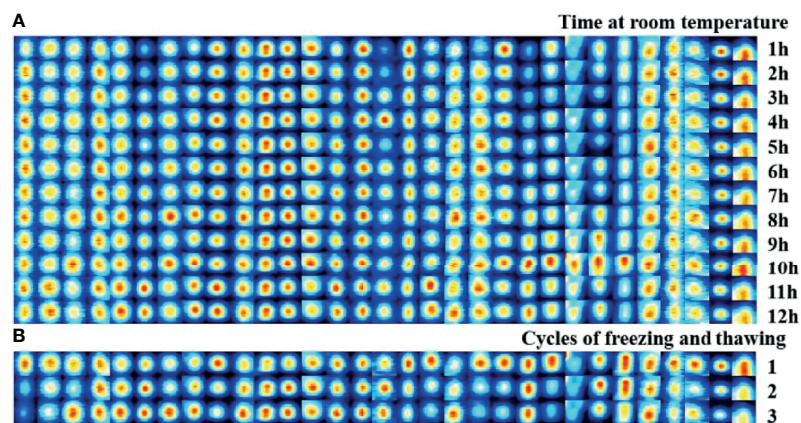 A
Time at room temperature
1h
2h
3h
4h
5h
6h
7h
8h
9h
10h
11h
12h
B
Cycles of freezing and thawing
1
2
3